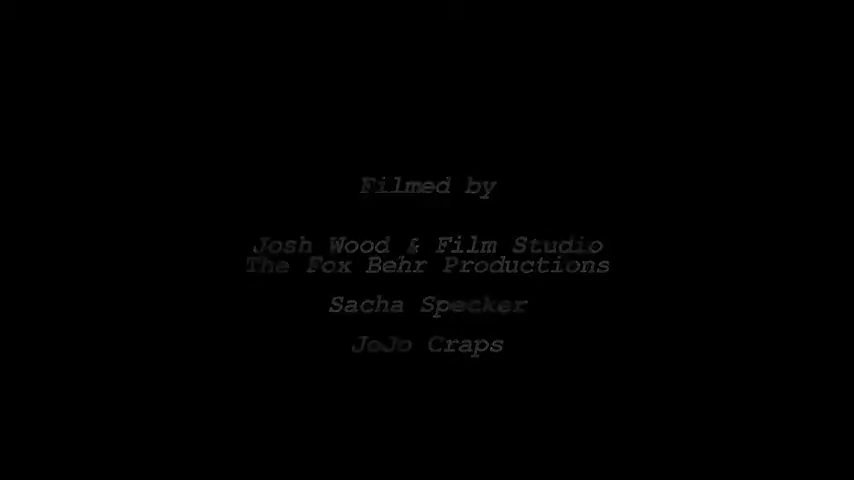 Filmed by
Josh Wood & Film Studio
The Fox Behr Productions
Sacha Specker
JoJo Craps